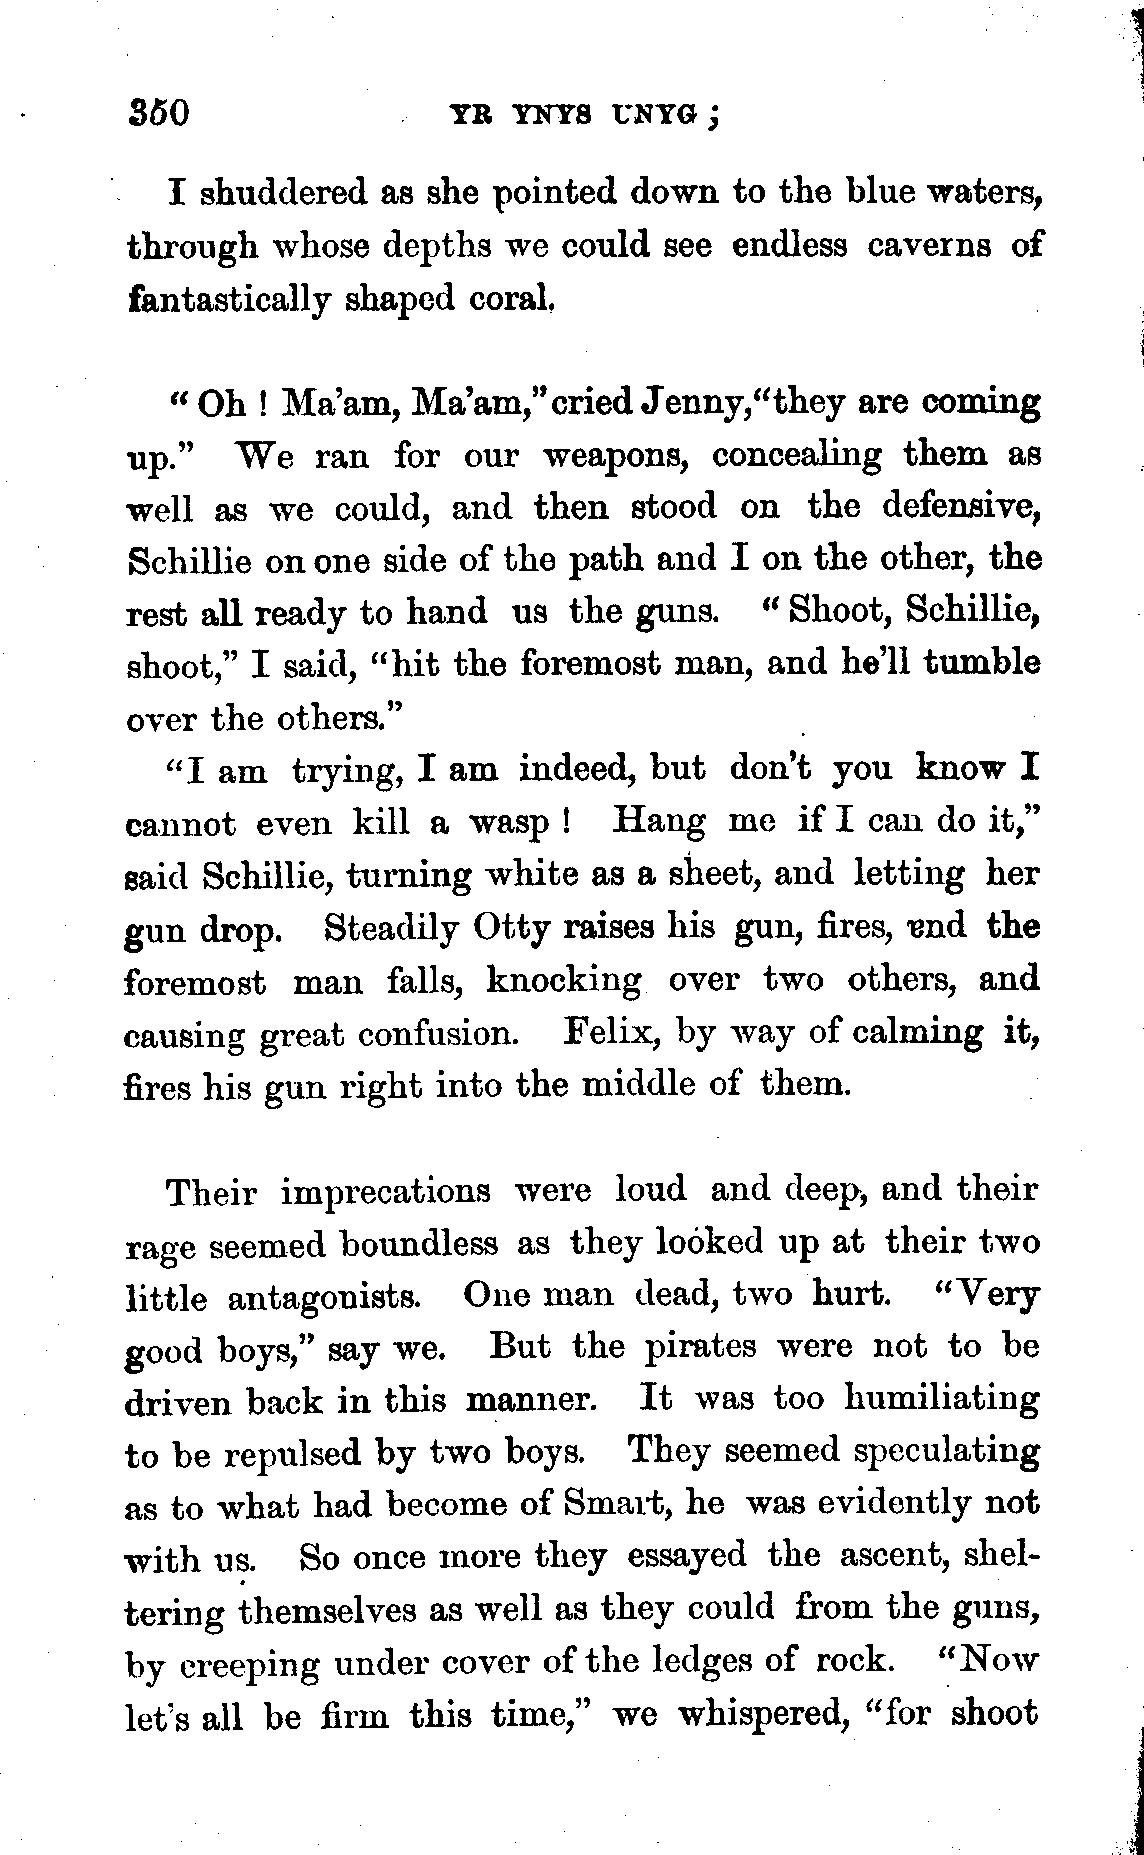 350 YR YNYS UNYG ;
I shuddered as she pointed down to the blue waters,
through whose depths we could see endless caverns of
fantastically shaped coral.
" Oh ! Ma'am, Ma'am," cried Jenny, "they are coming
up." We ran for our weapons, concealing them as
well as we could, and then stood on the defensive,
Schillie on one side of the path and I on the other, the
rest all ready to hand us the guns. " Shoot, Schillie,
shoot," I said, "hit the foremost man, and he'll tumble
over the others."
"I am trying, I am indeed, but don't you know I
cannot even kill a wasp ! Hang me if I can do it,"
said Schillie, turning white as a sheet, and letting her
gun drop. Steadily Otty raises his gun, fires, end the
foremost man falls, knocking over two others, and
causing great confusion. Felix, by way of calming it,
fires his gun right into the middle of them.
Their imprecations were loud and deep, and their
rage seemed boundless as they looked up at their two
little antagonists. One man dead, two hurt. "Very
good boys," say we. But the pirates were not to be
driven back in this manner. It was too humiliating
to be repulsed by two boys. They seemed speculating
as to what had become of Smart, he was evidently not
with us. So once more they essayed the ascent, shel-
tering themselves as well as they could from the guns,
by creeping under cover of the ledges of rock. "Now
let's all be firm this time," we whispered, "for shoot